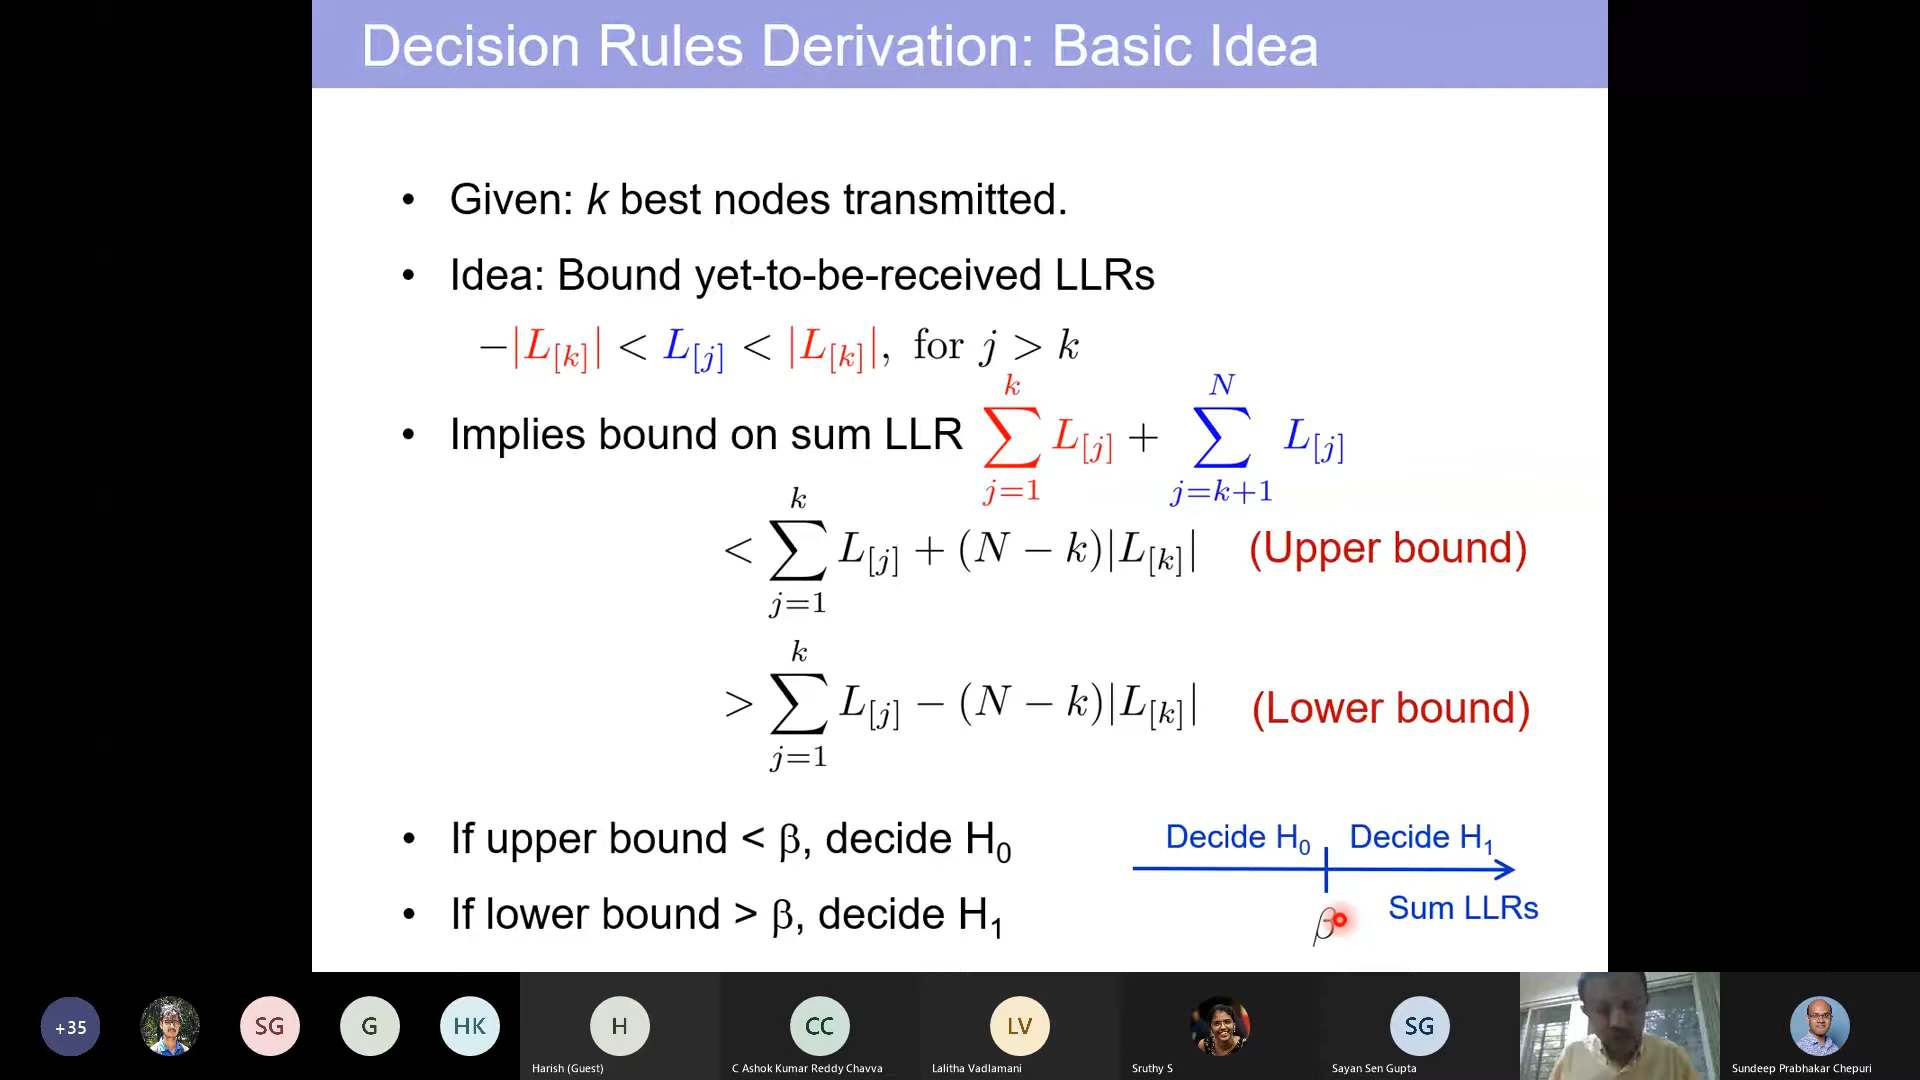 Decision Rules Derivation: Basic Idea
• Given: k best nodes transmitted.
• Idea: Bound yet-to-be-received LLRs
−|L[k]| < L[j] < |L[k]|, for j > k
• Implies bound on sum LLR ∑_{j=1}^{k} L[j] + ∑_{j=k+1}^{N} L[j]
< ∑_{j=1}^{k} L[j] + (N − k)|L[k]| (Upper bound)
> ∑_{j=1}^{k} L[j] − (N − k)|L[k]| (Lower bound)
• If upper bound < β, decide H0
• If lower bound > β, decide H1
Decide H0 Decide H1
Sum LLRs
β
+35
SG
G
HK
H
Harish (Guest)
CC
C Ashok Kumar Reddy Chavva
LV
Lalitha Vadlamani
Sruthy S
SG
Sayan Sen Gupta
Sundeep Prabhakar Chepuri